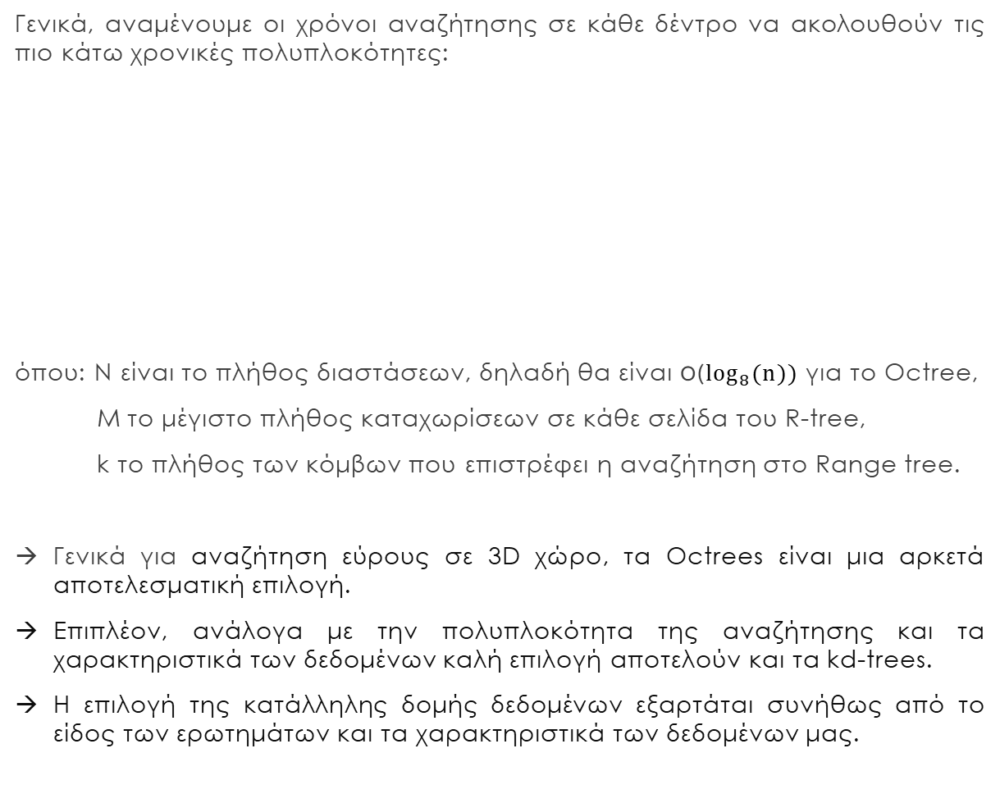 Γενικά, αναμένουμε οι χρόνοι αναζήτησης σε κάθε δέντρο να ακολουθούν τις
πιο κάτω χρονικές πολυπλοκότητες:
όπου: Ν είναι το πλήθος διαστάσεων, δηλαδή θα είναι O(log₈(n)) για το Octree,
Μ το μέγιστο πλήθος καταχωρίσεων σε κάθε σελίδα του R-tree,
k το πλήθος των κόμβων που επιστρέφει η αναζήτηση στο Range tree.
→ Γενικά για αναζήτηση εύρους σε 3D χώρο, τα Octrees είναι μια αρκετά
αποτελεσματική επιλογή.
→ Επιπλέον, ανάλογα με την πολυπλοκότητα της αναζήτησης και τα
χαρακτηριστικά των δεδομένων καλή επιλογή αποτελούν και τα kd-trees.
→ Η επιλογή της κατάλληλης δομής δεδομένων εξαρτάται συνήθως από το
είδος των ερωτημάτων και τα χαρακτηριστικά των δεδομένων μας.